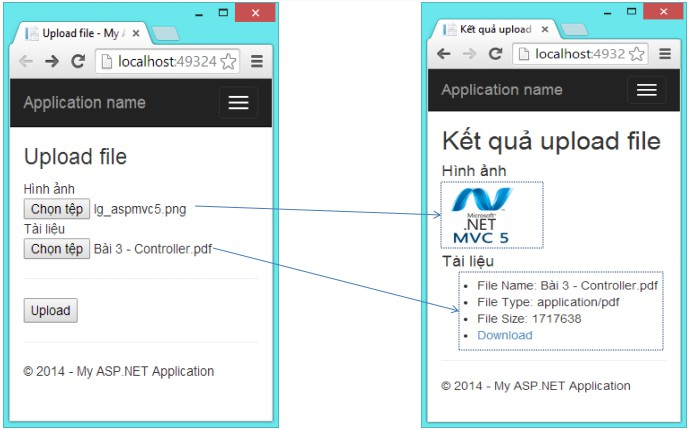 Upload file - My A
localhost:49324
Application name
Upload file
Hình ảnh
Chọn tệp lg_aspmvc5.png
Tài liệu
Chọn tệp Bài 3 - Controller.pdf
Upload
© 2014 - My ASP.NET Application
Kết quả upload
localhost:4932
Application name
Kết quả upload file
Hình ảnh
Microsoft
.NET
MVC 5
Tài liệu
File Name: Bài 3 - Controller.pdf
File Type: application/pdf
File Size: 1717638
Download
© 2014 - My ASP.NET Application